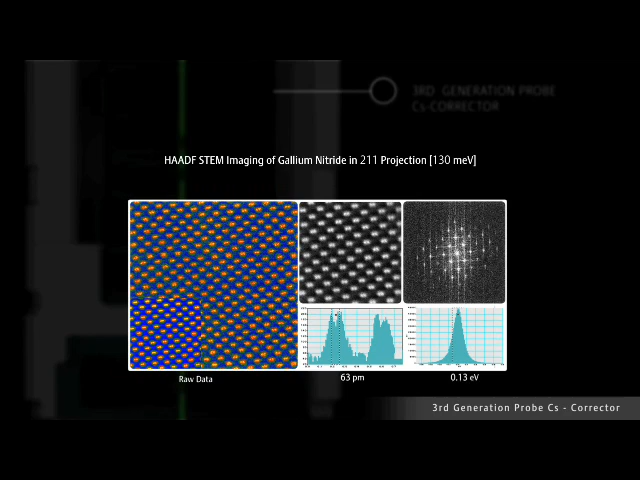 3RD GENERATION PROBE
Cs-CORRECTOR
HAADF STEM Imaging of Gallium Nitride in 211 Projection [130 meV]
Raw Data
63 pm
0.13 eV
3rd Generation Probe Cs - Corrector